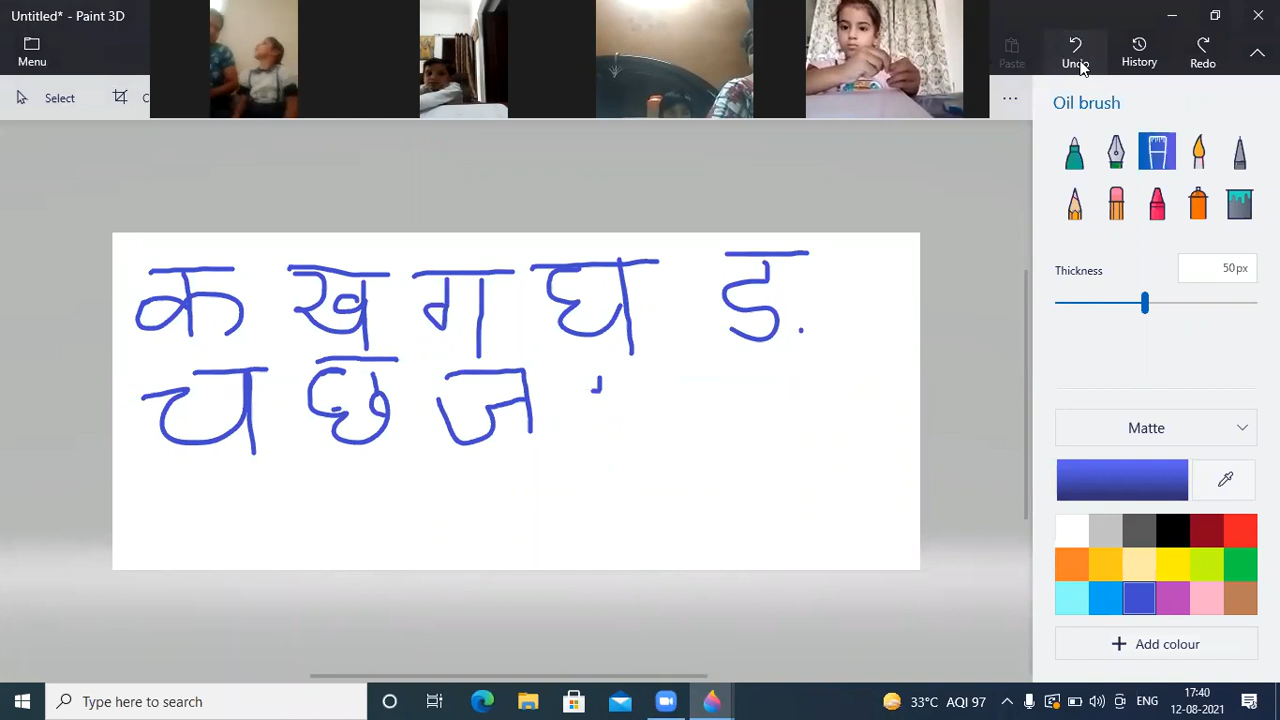 Untitled* - Paint 3D
Menu
Paste
Undo
History
Redo
Select
C
Oil brush
Thickness
50px
क ख ग घ ङ
च छ ज
Matte
Add colour
Type here to search
33°C AQI 97
ENG
17:40
12-08-2021